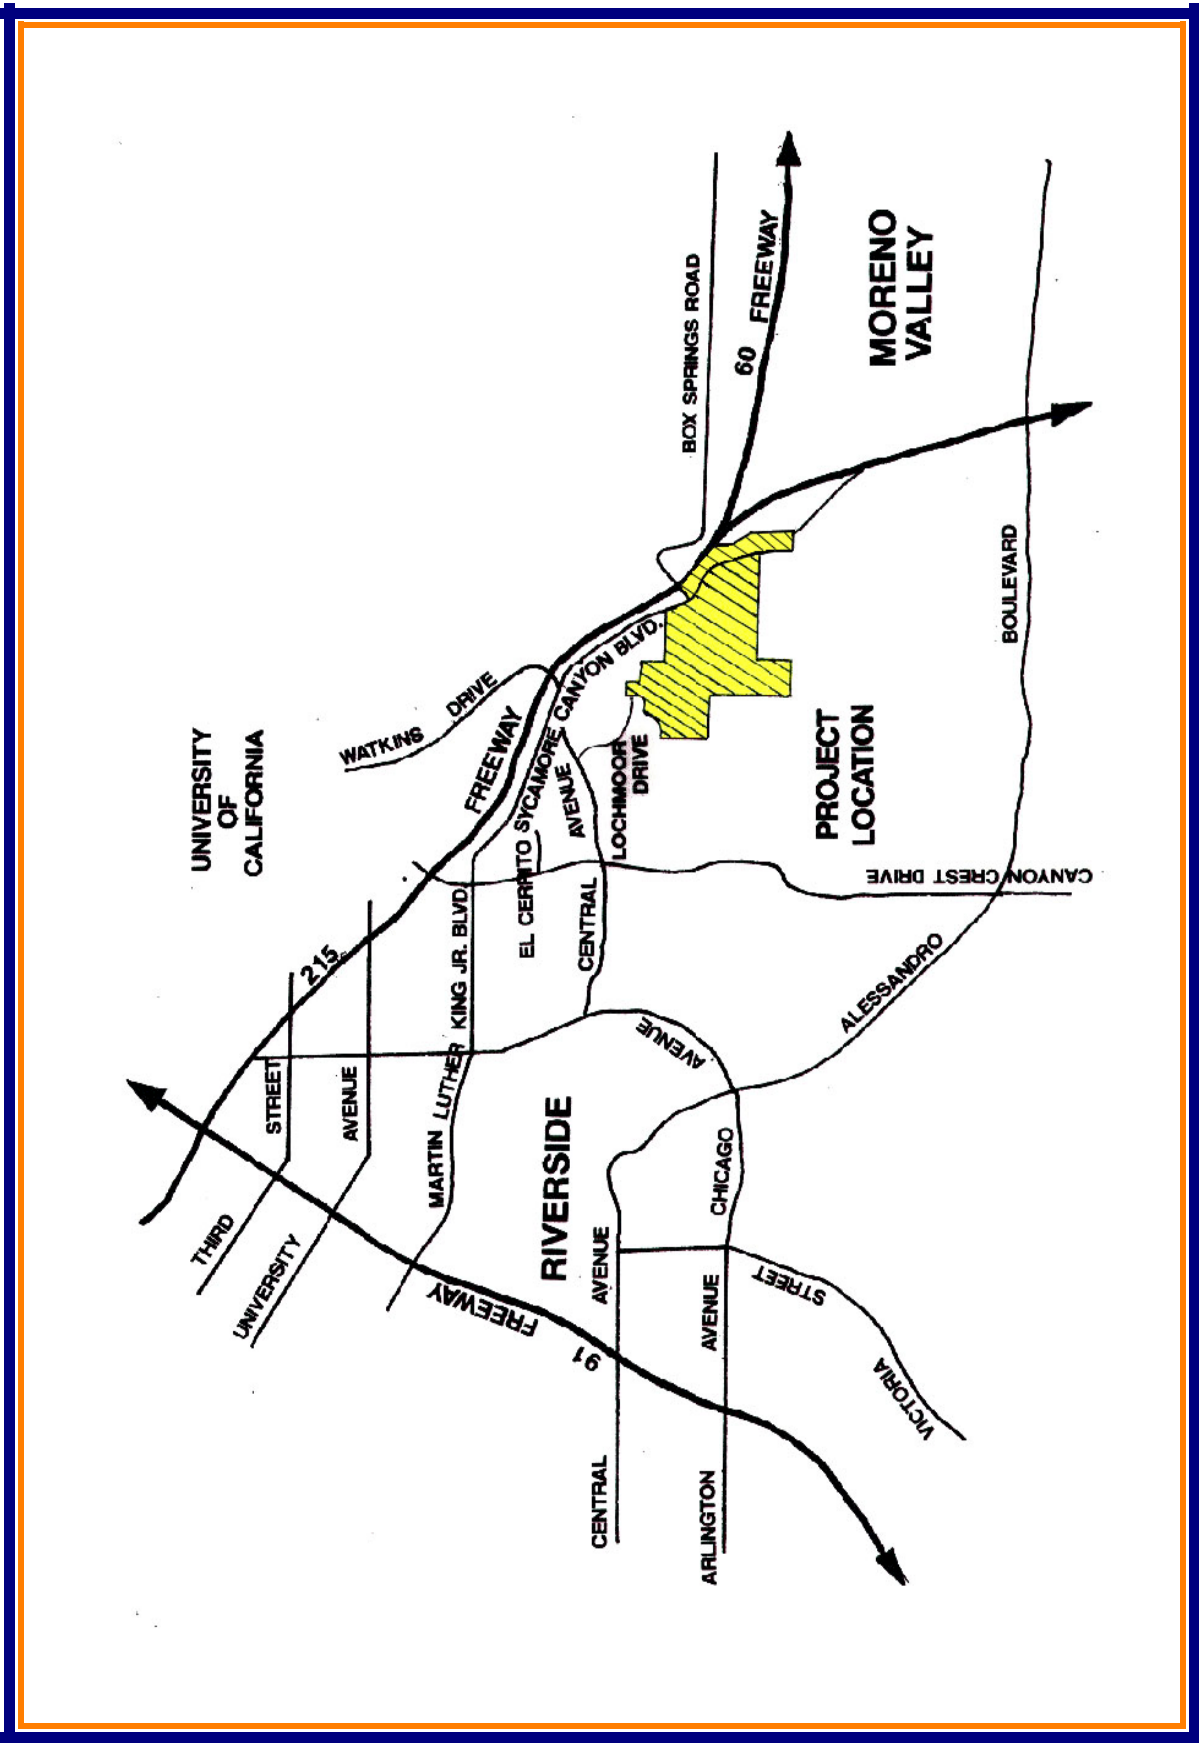 UNIVERSITY
OF
CALIFORNIA
WATKINS DRIVE
BOX SPRINGS ROAD
60 FREEWAY
MORENO
VALLEY
215 FREEWAY
SYCAMORE CANYON BLVD.
THIRD STREET
UNIVERSITY AVENUE
MARTIN LUTHER KING JR. BLVD.
EL CERRITO
CENTRAL AVENUE
LOCHMOOR
DRIVE
PROJECT
LOCATION
CANYON CREST DRIVE
RIVERSIDE
91 FREEWAY
CENTRAL AVENUE
ARLINGTON AVENUE
CHICAGO AVENUE
VICTORIA STREET
ALESSANDRO BOULEVARD